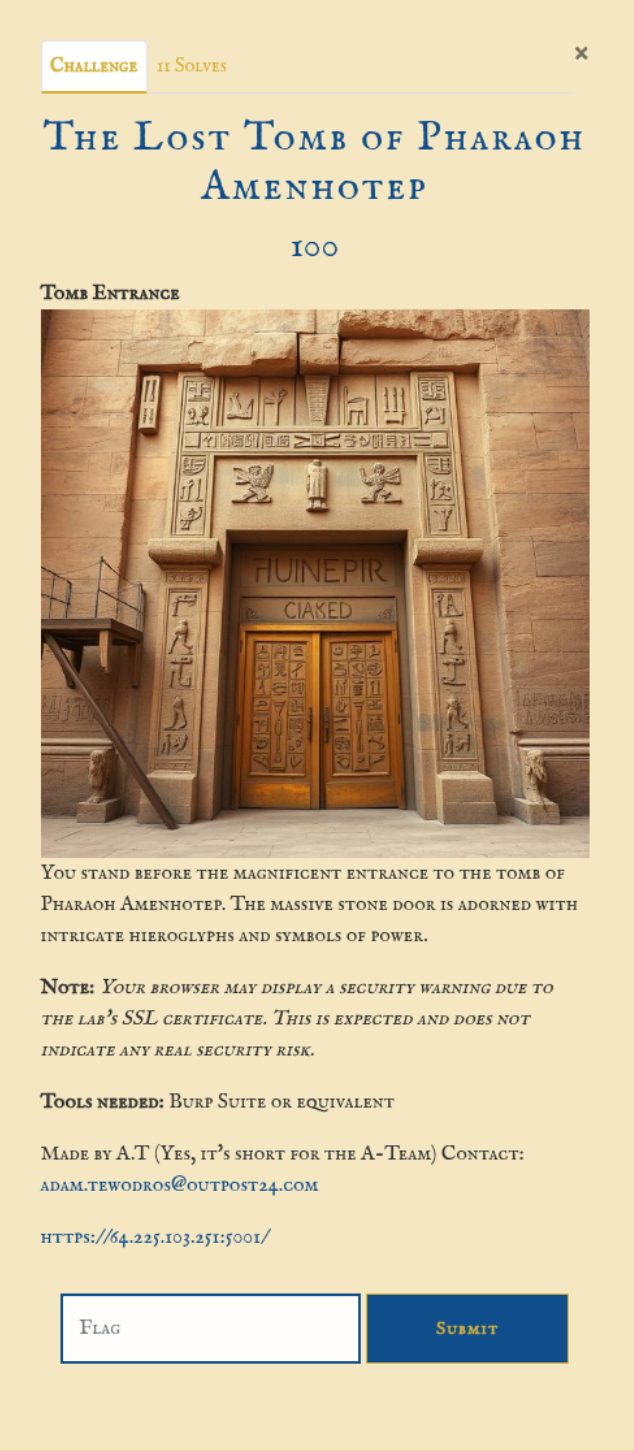 Challenge
11 Solves
×
The Lost Tomb of Pharaoh
Amenhotep
100
Tomb Entrance
HUINEPIR
CIAKED
You stand before the magnificent entrance to the tomb of
Pharaoh Amenhotep. The massive stone door is adorned with
intricate hieroglyphs and symbols of power.
Note: Your browser may display a security warning due to
the lab's SSL certificate. This is expected and does not
indicate any real security risk.
Tools needed: Burp Suite or equivalent
Made by A.T (Yes, it's short for the A-Team) Contact:
adam.tewodros@outpost24.com
https://64.225.103.251:5001/
Flag
Submit